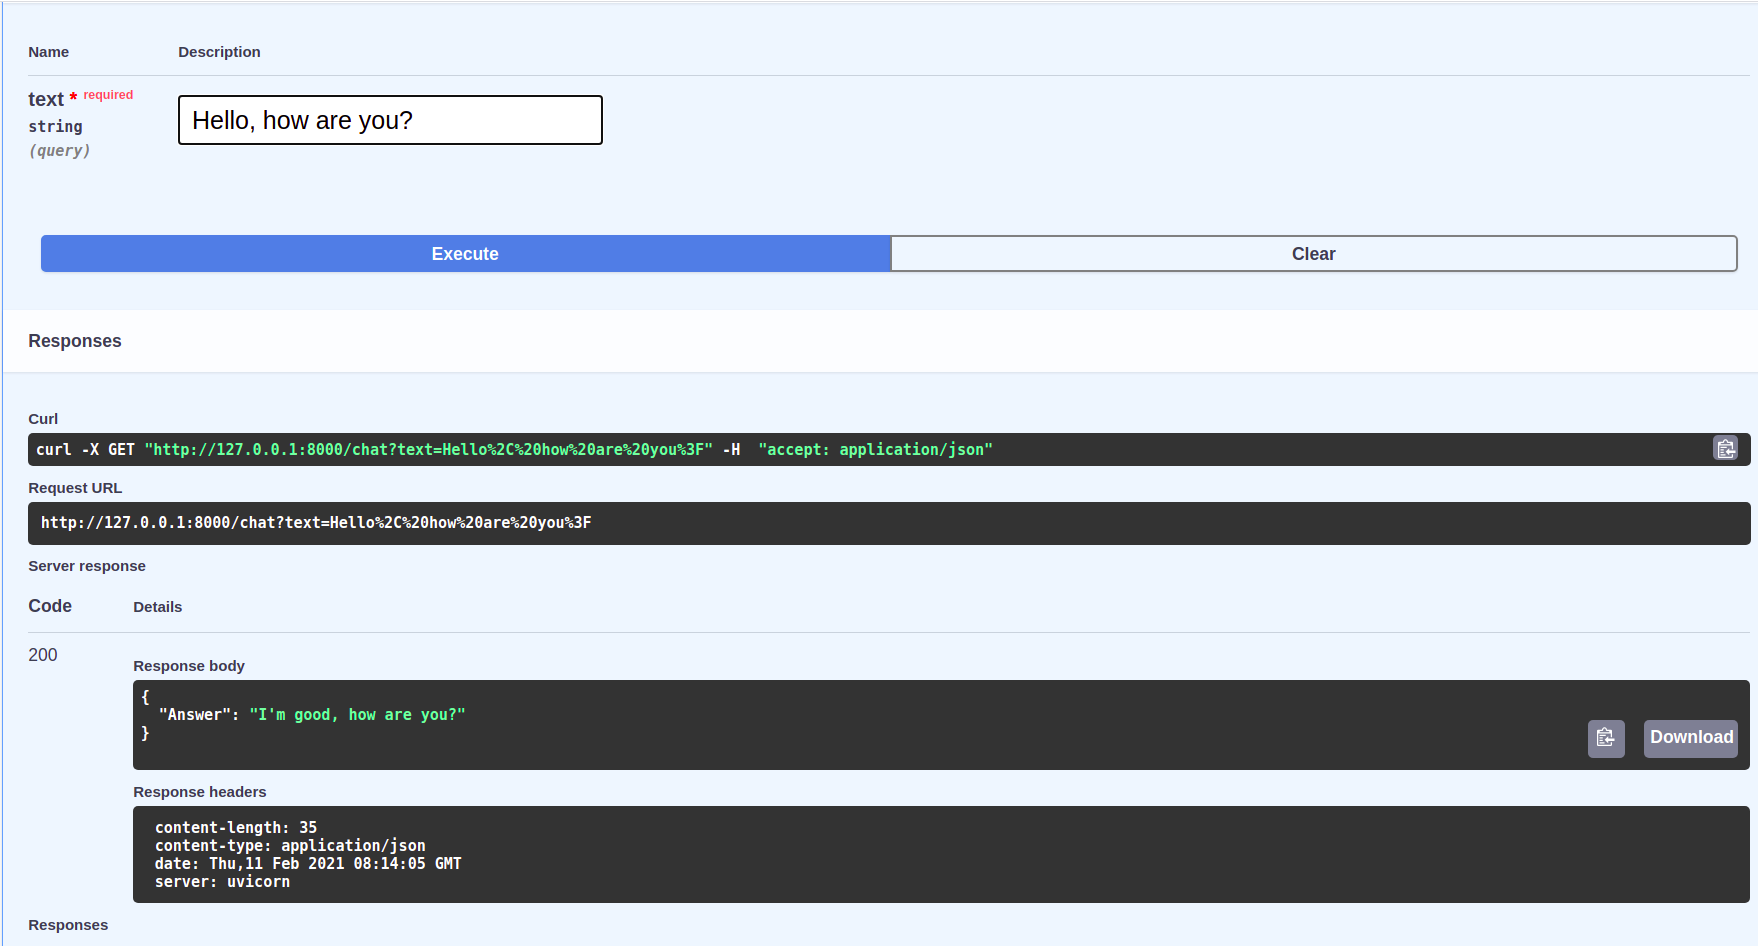 Name Description
text * required
string
(query)
Hello, how are you?
Execute Clear
Responses
Curl
curl -X GET "http://127.0.0.1:8000/chat?text=Hello%2C%20how%20are%20you%3F" -H  "accept: application/json"
Request URL
http://127.0.0.1:8000/chat?text=Hello%2C%20how%20are%20you%3F
Server response
Code Details
200
Response body
{
  "Answer": "I'm good, how are you?"
}
Download
Response headers
content-length: 35
content-type: application/json
date: Thu,11 Feb 2021 08:14:05 GMT
server: uvicorn
Responses